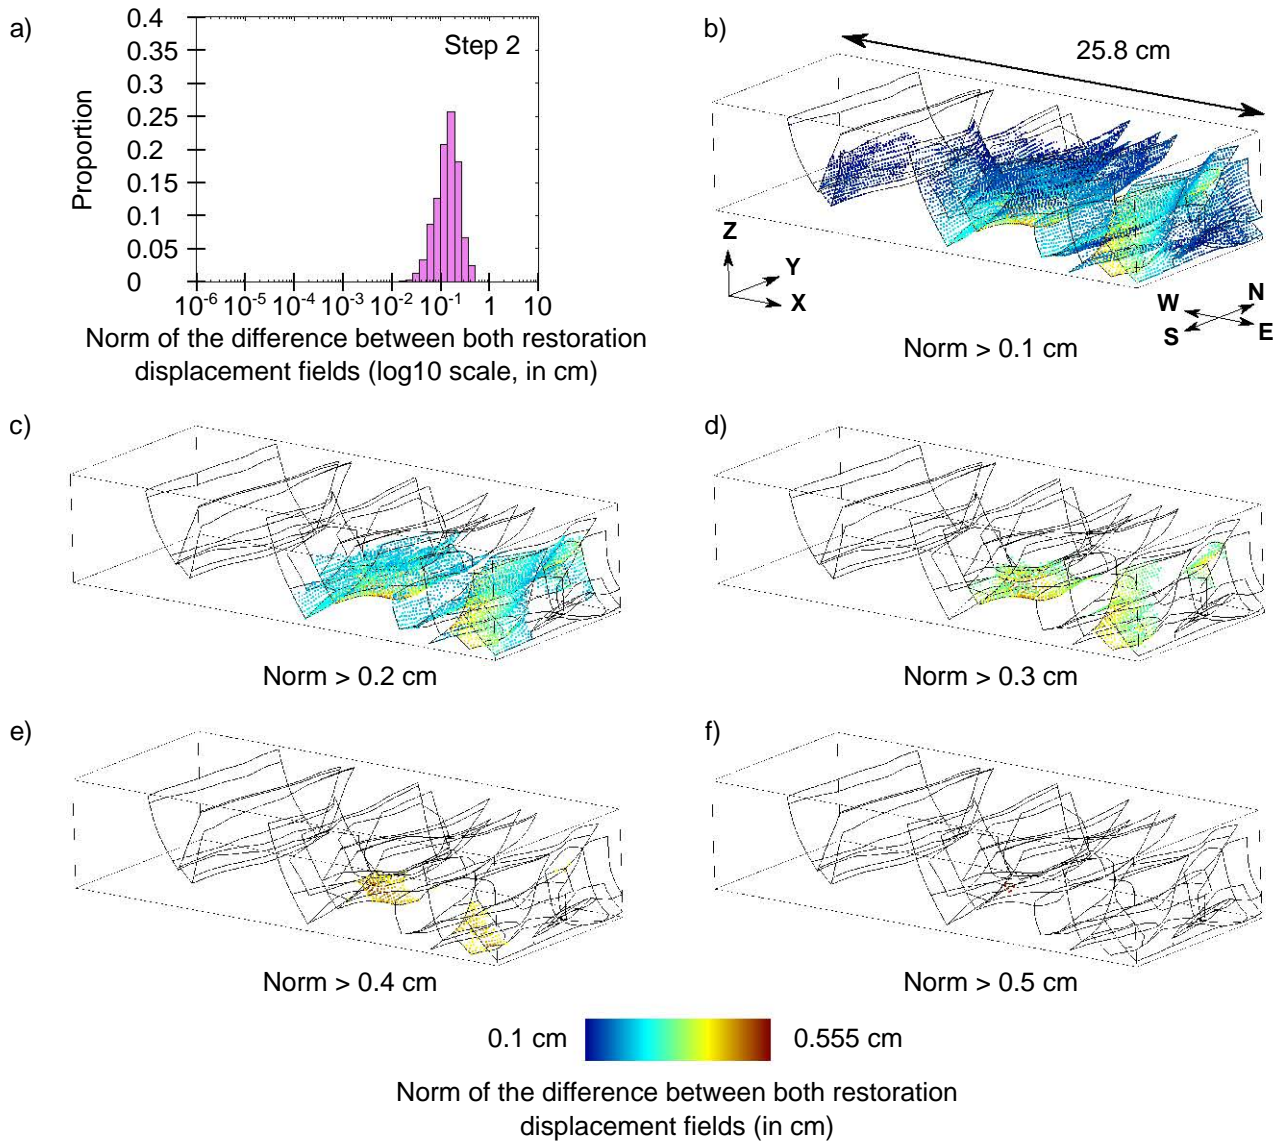 a)
0.4
0.35
0.3
0.25
0.2
0.15
0.1
0.05
0
Proportion
Step 2
10-6 10-5 10-4 10-3 10-2 10-1 1 10
Norm of the difference between both restoration
displacement fields (log10 scale, in cm)
b)
25.8 cm
Z
Y
X
W
N
S
E
Norm > 0.1 cm
c)
Norm > 0.2 cm
d)
Norm > 0.3 cm
e)
Norm > 0.4 cm
f)
Norm > 0.5 cm
0.1 cm
0.555 cm
Norm of the difference between both restoration
displacement fields (in cm)